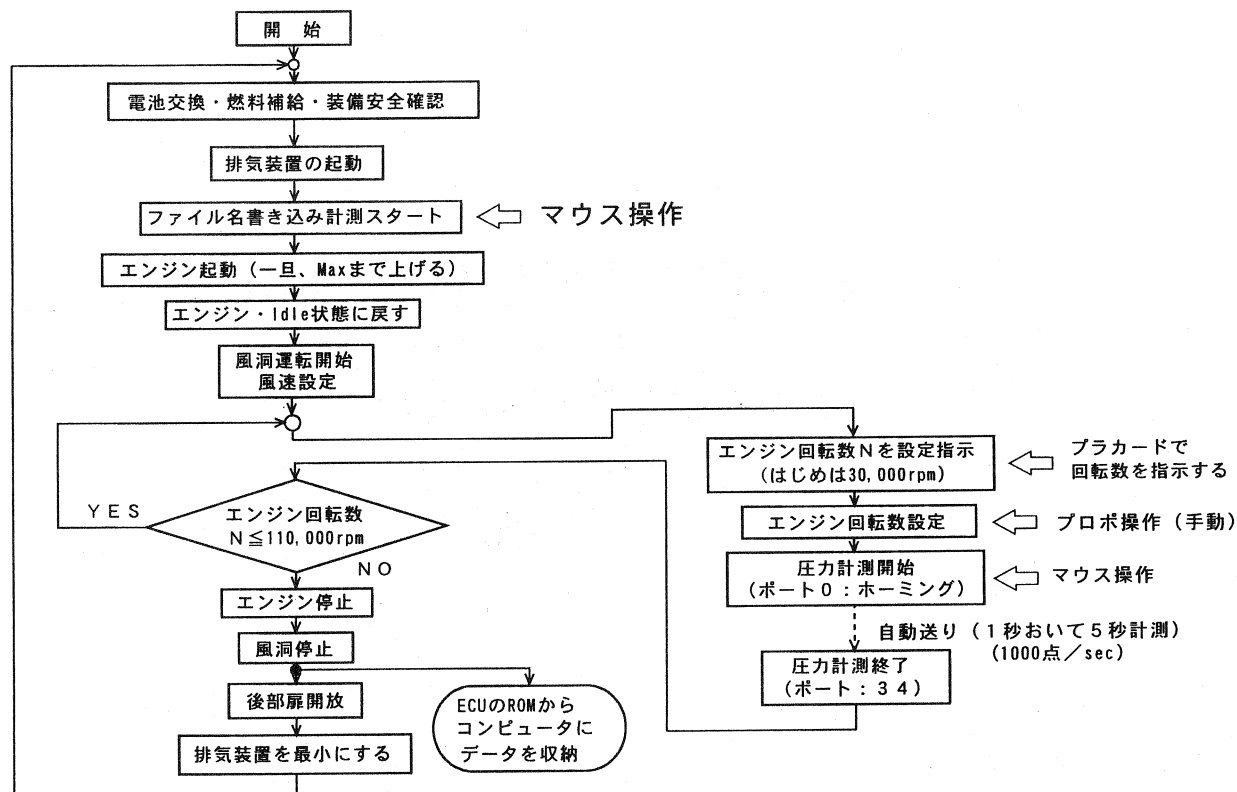 開 始
電池交換・燃料補給・装備安全確認
排気装置の起動
ファイル名書き込み計測スタート
マウス操作
エンジン起動（一旦、Maxまで上げる）
エンジン・Idle状態に戻す
風洞運転開始
風速設定
エンジン回転数Nを設定指示
（はじめは30,000rpm）
プラカードで
回転数を指示する
エンジン回転数設定
プロポ操作（手動）
圧力計測開始
（ポート0：ホーミング）
マウス操作
自動送り（1秒おいて5秒計測）
（1000点／sec）
圧力計測終了
（ポート：34）
YES
エンジン回転数
N≦110,000rpm
NO
エンジン停止
風洞停止
後部扉開放
ECUのROMから
コンピュータに
データを収納
排気装置を最小にする